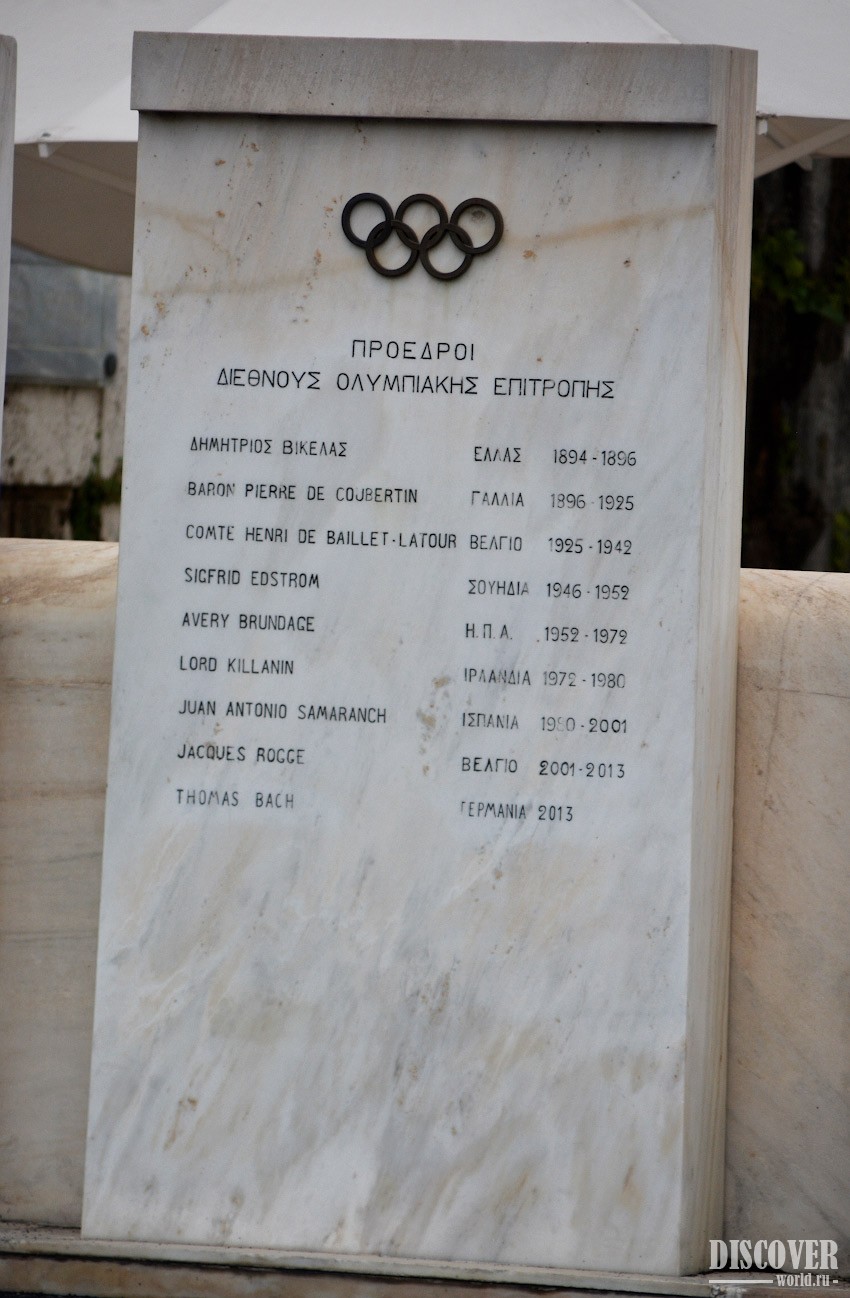 ΠΡΟΕΔΡΟΙ
ΔΙΕΘΝΟΥΣ ΟΛΥΜΠΙΑΚΗΣ ΕΠΙΤΡΟΠΗΣ
ΔΗΜΗΤΡΙΟΣ ΒΙΚΕΛΑΣ ΕΛΛΑΣ 1894-1896
BARON PIERRE DE COUBERTIN ΓΑΛΛΙΑ 1896-1925
COMTE HENRI DE BAILLET-LATOUR ΒΕΛΓΙΟ 1925-1942
SIGFRID EDSTROM ΣΟΥΗΔΙΑ 1946-1952
AVERY BRUNDAGE Η.Π.Α. 1952-1972
LORD KILLANIN ΙΡΛΑΝΔΙΑ 1972-1980
JUAN ANTONIO SAMARANCH ΙΣΠΑΝΙΑ 1980-2001
JACQUES ROGGE ΒΕΛΓΙΟ 2001-2013
THOMAS BACH ΓΕΡΜΑΝΙΑ 2013
DISCOVER
world.ru